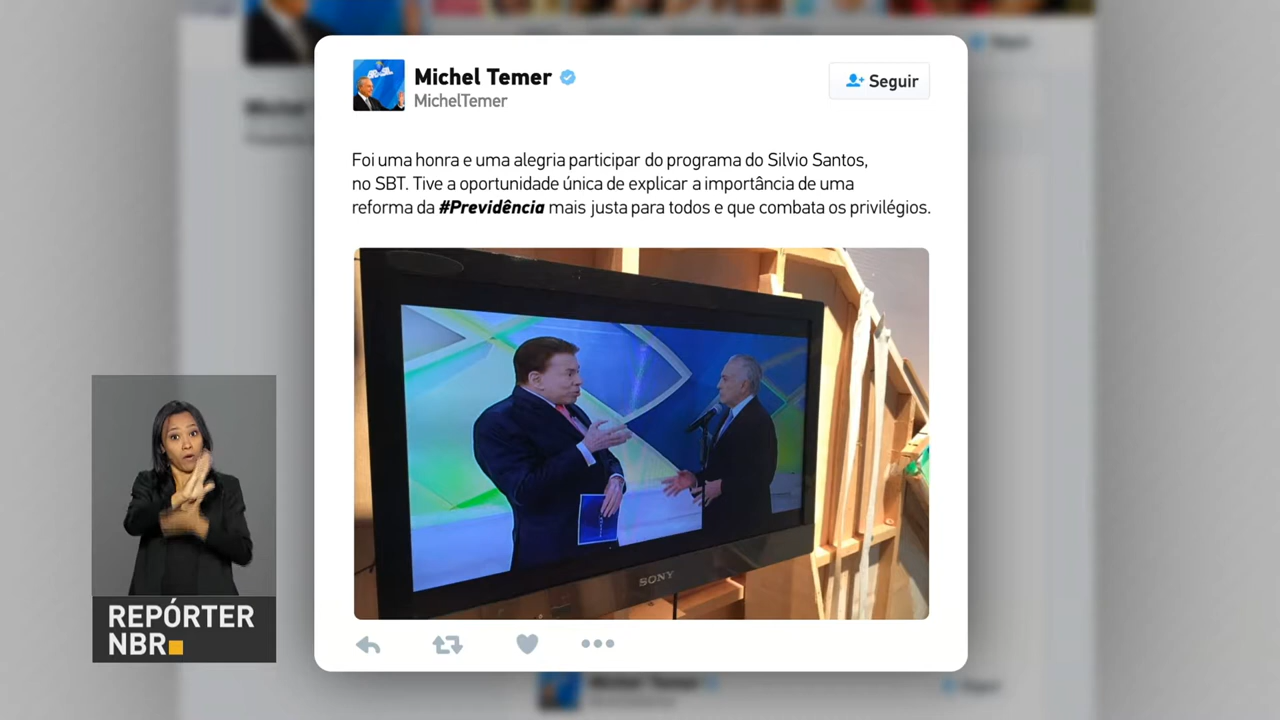 Michel Temer
MichelTemer
Seguir
Foi uma honra e uma alegria participar do programa do Silvio Santos,
no SBT. Tive a oportunidade única de explicar a importância de uma
reforma da #Previdência mais justa para todos e que combata os privilégios.
SONY
REPÓRTER
NBR